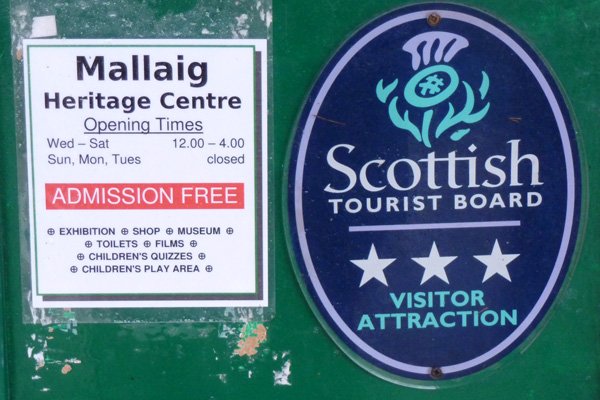 Mallaig
Heritage Centre
Opening Times
Wed – Sat 12.00 – 4.00
Sun, Mon, Tues closed
ADMISSION FREE
⊕ EXHIBITION ⊕ SHOP ⊕ MUSEUM ⊕
⊕ TOILETS ⊕ FILMS ⊕
⊕ CHILDREN'S QUIZZES ⊕
⊕ CHILDREN'S PLAY AREA ⊕
Scottish
TOURIST BOARD
VISITOR
ATTRACTION